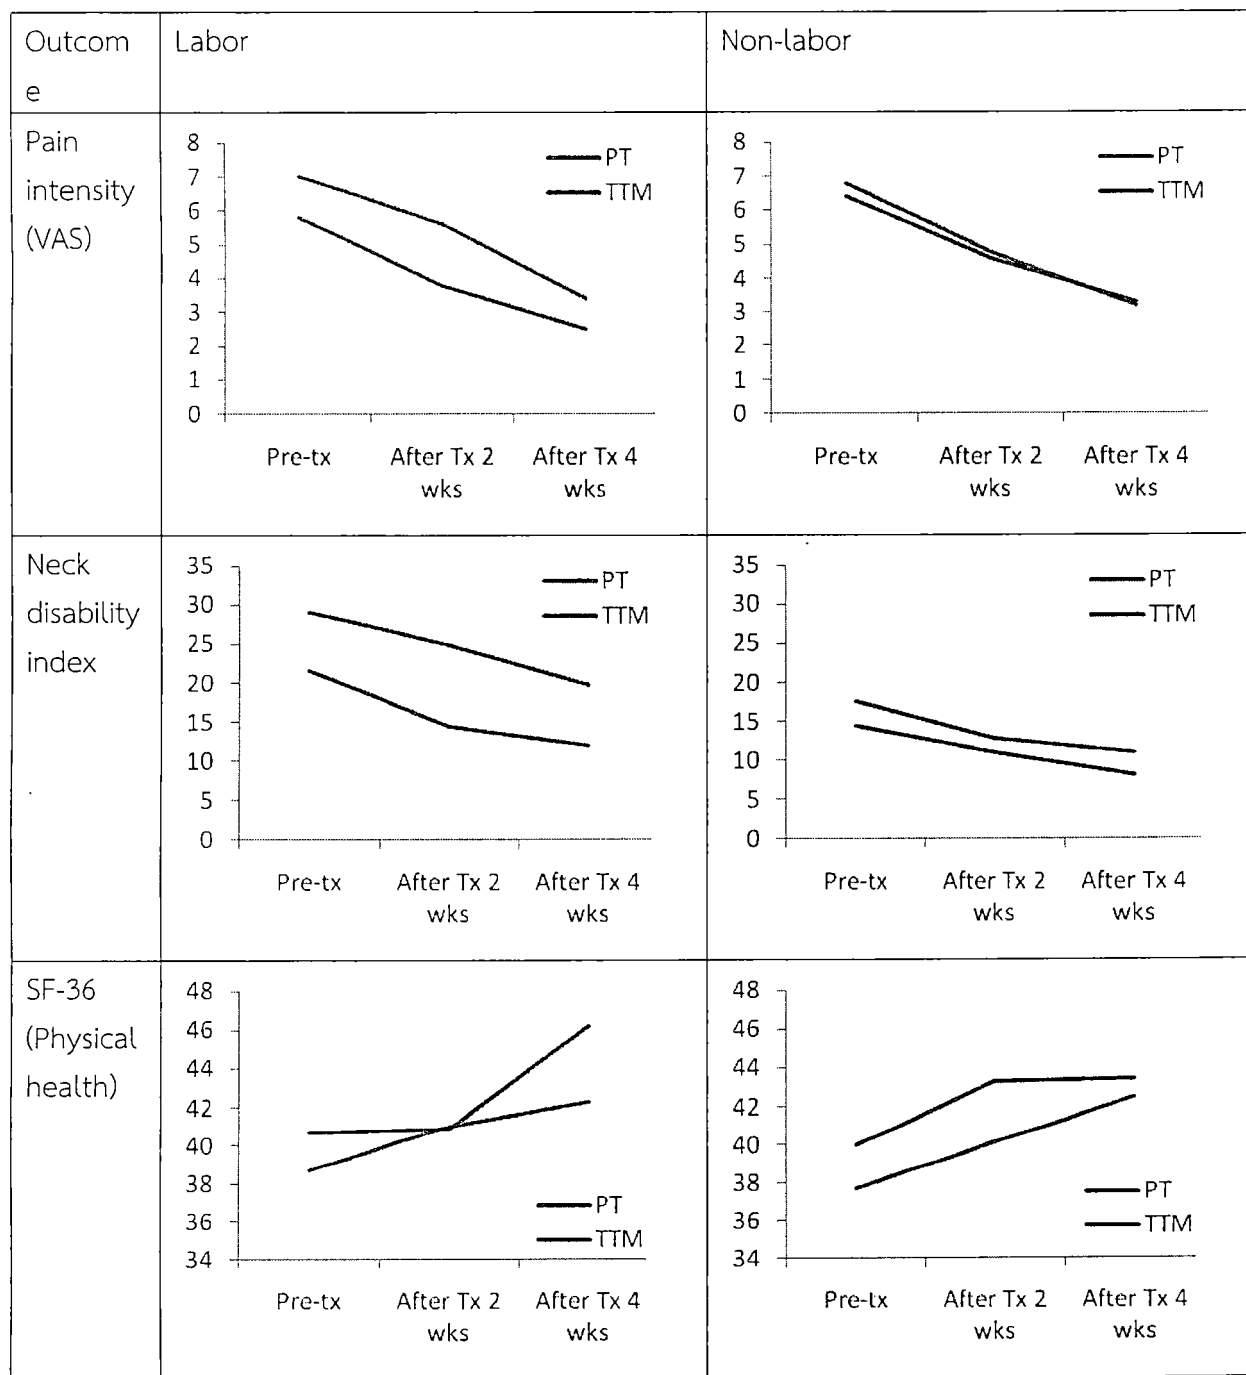 Outcom
e
Labor
Non-labor
Pain
intensity
(VAS)
8
7
6
5
4
3
2
1
0
PT
TTM
Pre-tx
After Tx 2
wks
After Tx 4
wks
8
7
6
5
4
3
2
1
0
PT
TTM
Pre-tx
After Tx 2
wks
After Tx 4
wks
Neck
disability
index
35
30
25
20
15
10
5
0
PT
TTM
Pre-tx
After Tx 2
wks
After Tx 4
wks
35
30
25
20
15
10
5
0
PT
TTM
Pre-tx
After Tx 2
wks
After Tx 4
wks
SF-36
(Physical
health)
48
46
44
42
40
38
36
34
PT
TTM
Pre-tx
After Tx 2
wks
After Tx 4
wks
48
46
44
42
40
38
36
34
PT
TTM
Pre-tx
After Tx 2
wks
After Tx 4
wks